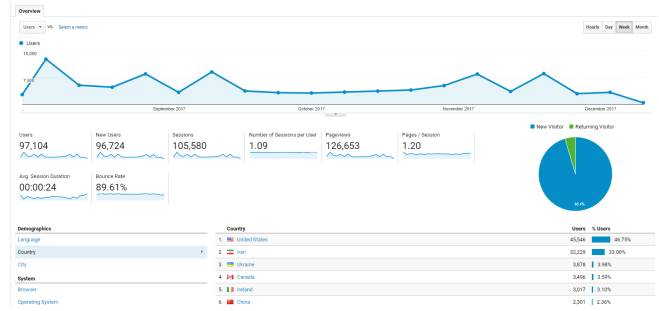 Overview
Users VS. Select a metric
Hourly Day Week Month
Users
15,000
7,500
...
September 2017 October 2017 November 2017 December 2017
New Visitor Returning Visitor
Users New Users Sessions Number of Sessions per User Pageviews Pages / Session
97,104 96,724 105,580 1.09 126,653 1.20
Avg. Session Duration Bounce Rate
00:00:24 89.61%
Demographics Country Users % Users
Language 1. United States 45,546 46.75%
Country 2. Iran 32,229 33.08%
City 3. Ukraine 3,878 3.98%
System 4. Canada 3,496 3.59%
Browser 5. Ireland 3,017 3.10%
Operating System 6. China 2,301 2.36%